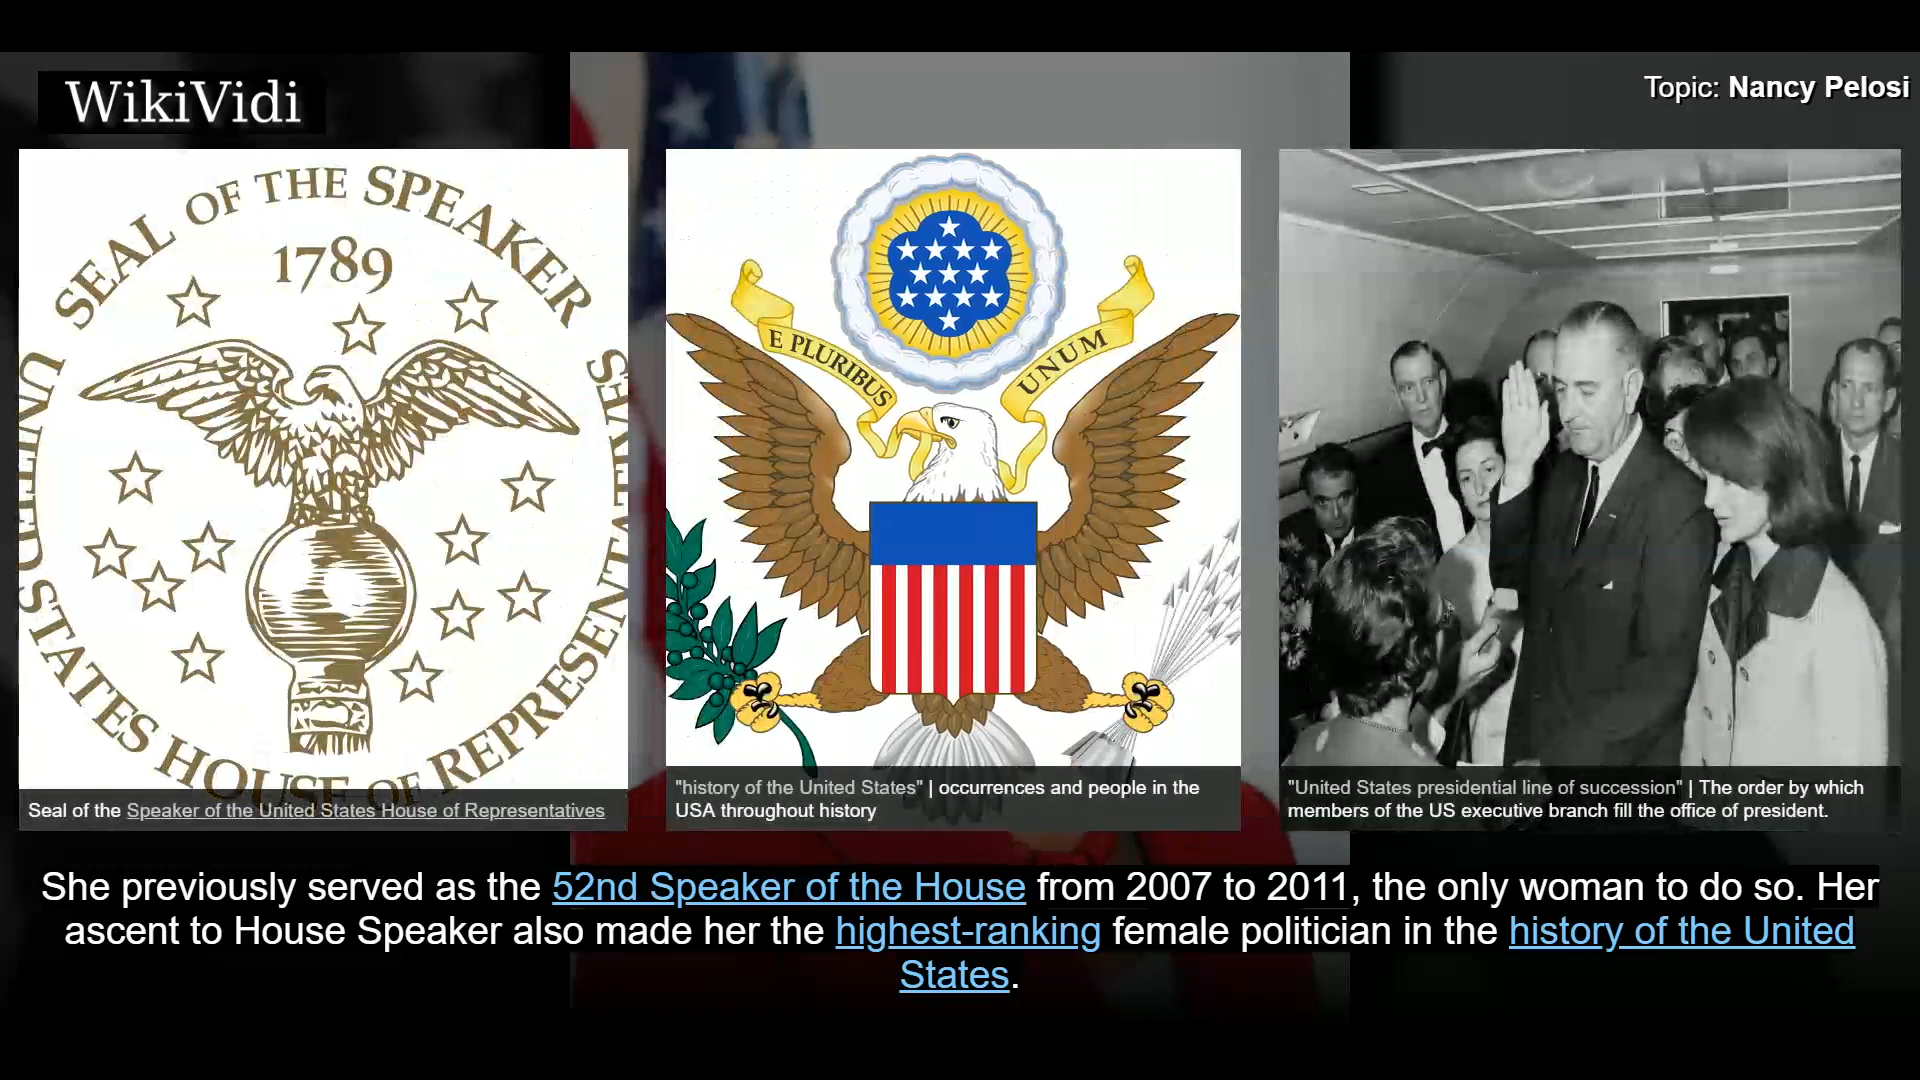 WikiVidi
Topic: Nancy Pelosi
SEAL OF THE SPEAKER
1789
UNITED STATES HOUSE OF REPRESENTATIVES
Seal of the Speaker of the United States House of Representatives
E PLURIBUS UNUM
"history of the United States" | occurrences and people in the
USA throughout history
"United States presidential line of succession" | The order by which
members of the US executive branch fill the office of president.
She previously served as the 52nd Speaker of the House from 2007 to 2011, the only woman to do so. Her
ascent to House Speaker also made her the highest-ranking female politician in the history of the United
States.